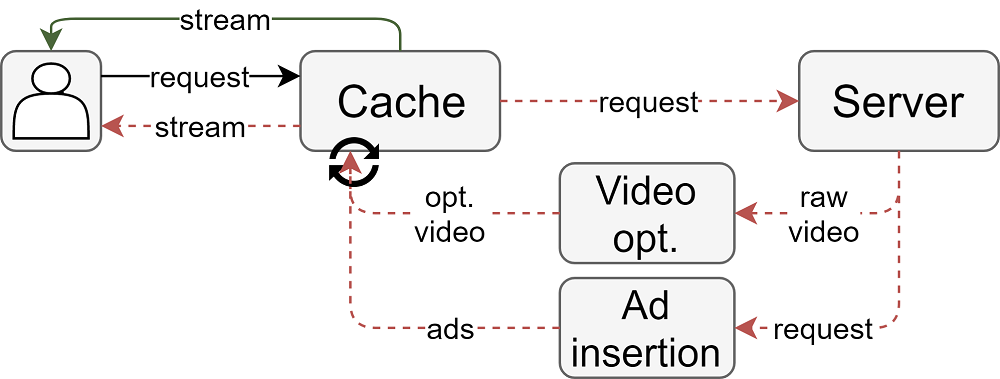 stream
request
stream
Cache
request
Server
opt.
video
Video
opt.
raw
video
ads
Ad
insertion
request